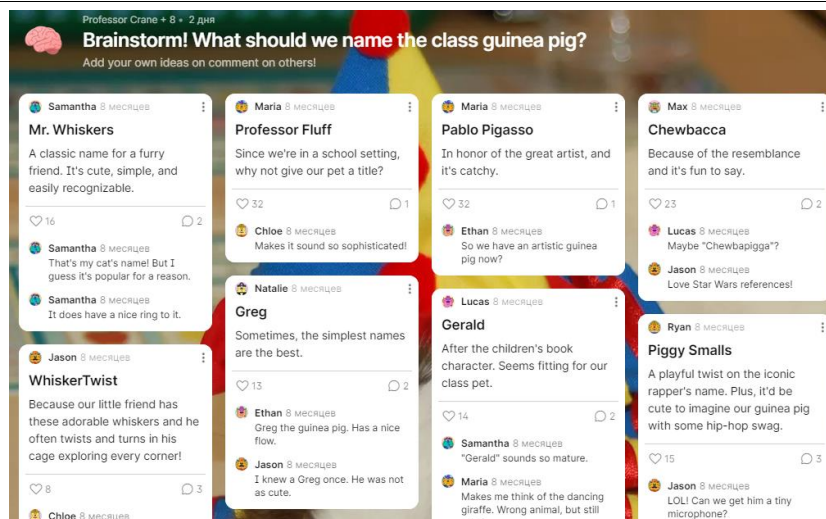 Professor Crane + 8 • 2 дня
Brainstorm! What should we name the class guinea pig?
Add your own ideas on comment on others!
Samantha 8 месяцев
Mr. Whiskers
A classic name for a furry
friend. It's cute, simple, and
easily recognizable.
16
2
Samantha 8 месяцев
That's my cat's name! But I
guess it's popular for a reason.
Samantha 8 месяцев
It does have a nice ring to it.
Jason 8 месяцев
WhiskerTwist
Because our little friend has
these adorable whiskers and he
often twists and turns in his
cage exploring every corner!
8
3
Chloe 8 месяцев
Maria 8 месяцев
Professor Fluff
Since we're in a school setting,
why not give our pet a title?
32
1
Chloe 8 месяцев
Makes it sound so sophisticated!
Natalie 8 месяцев
Greg
Sometimes, the simplest names
are the best.
13
2
Ethan 8 месяцев
Greg the guinea pig. Has a nice
flow.
Jason 8 месяцев
I knew a Greg once. He was not
as cute.
Maria 8 месяцев
Pablo Pigasso
In honor of the great artist, and
it's catchy.
32
1
Ethan 8 месяцев
So we have an artistic guinea
pig now?
Lucas 8 месяцев
Gerald
After the children's book
character. Seems fitting for our
class pet.
14
2
Samantha 8 месяцев
"Gerald" sounds so mature.
Maria 8 месяцев
Makes me think of the dancing
giraffe. Wrong animal, but still
Max 8 месяцев
Chewbacca
Because of the resemblance
and it's fun to say.
23
2
Lucas 8 месяцев
Maybe "Chewbapigga"?
Jason 8 месяцев
Love Star Wars references!
Ryan 8 месяцев
Piggy Smalls
A playful twist on the iconic
rapper's name. Plus, it'd be
cute to imagine our guinea pig
with some hip-hop swag.
15
3
Jason 8 месяцев
LOL! Can we get him a tiny
microphone?